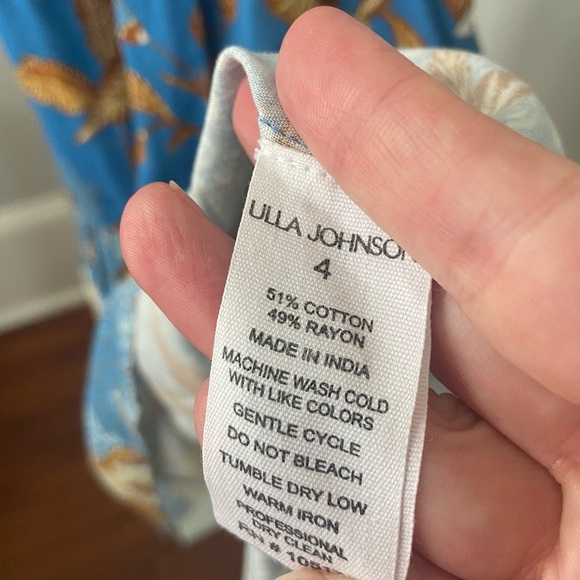 ULLA JOHNSON
4
51% COTTON
49% RAYON
MADE IN INDIA
MACHINE WASH COLD
WITH LIKE COLORS
GENTLE CYCLE
DO NOT BLEACH
TUMBLE DRY LOW
WARM IRON
PROFESSIONAL
DRY CLEAN
RN #